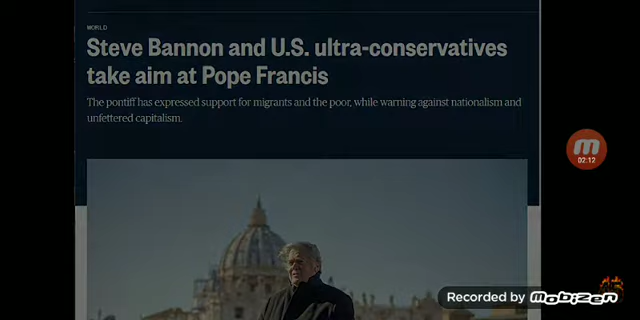 WORLD
Steve Bannon and U.S. ultra-conservatives
take aim at Pope Francis
The pontiff has expressed support for migrants and the poor, while warning against nationalism and
unfettered capitalism.
02:12
Recorded by mobizen